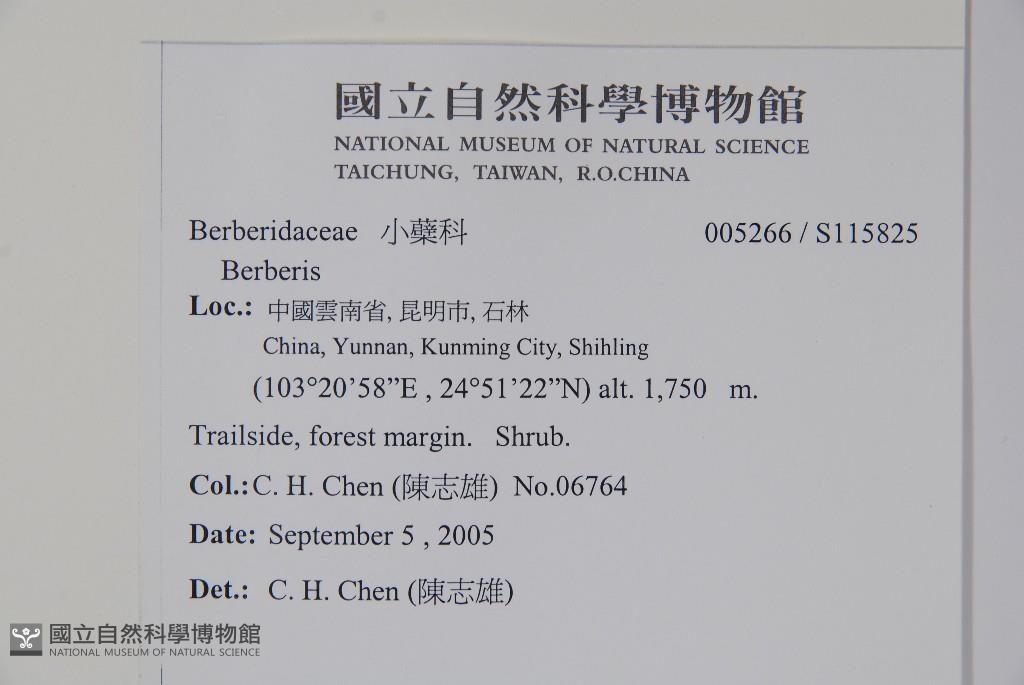 國立自然科學博物館
NATIONAL MUSEUM OF NATURAL SCIENCE
TAICHUNG, TAIWAN, R.O.CHINA
Berberidaceae 小蘗科 005266 / S115825
Berberis
Loc.: 中國雲南省, 昆明市, 石林
China, Yunnan, Kunming City, Shihling
(103°20’58”E , 24°51’22”N) alt. 1,750 m.
Trailside, forest margin. Shrub.
Col.: C. H. Chen (陳志雄) No.06764
Date: September 5 , 2005
Det.: C. H. Chen (陳志雄)
國立自然科學博物館
NATIONAL MUSEUM OF NATURAL SCIENCE